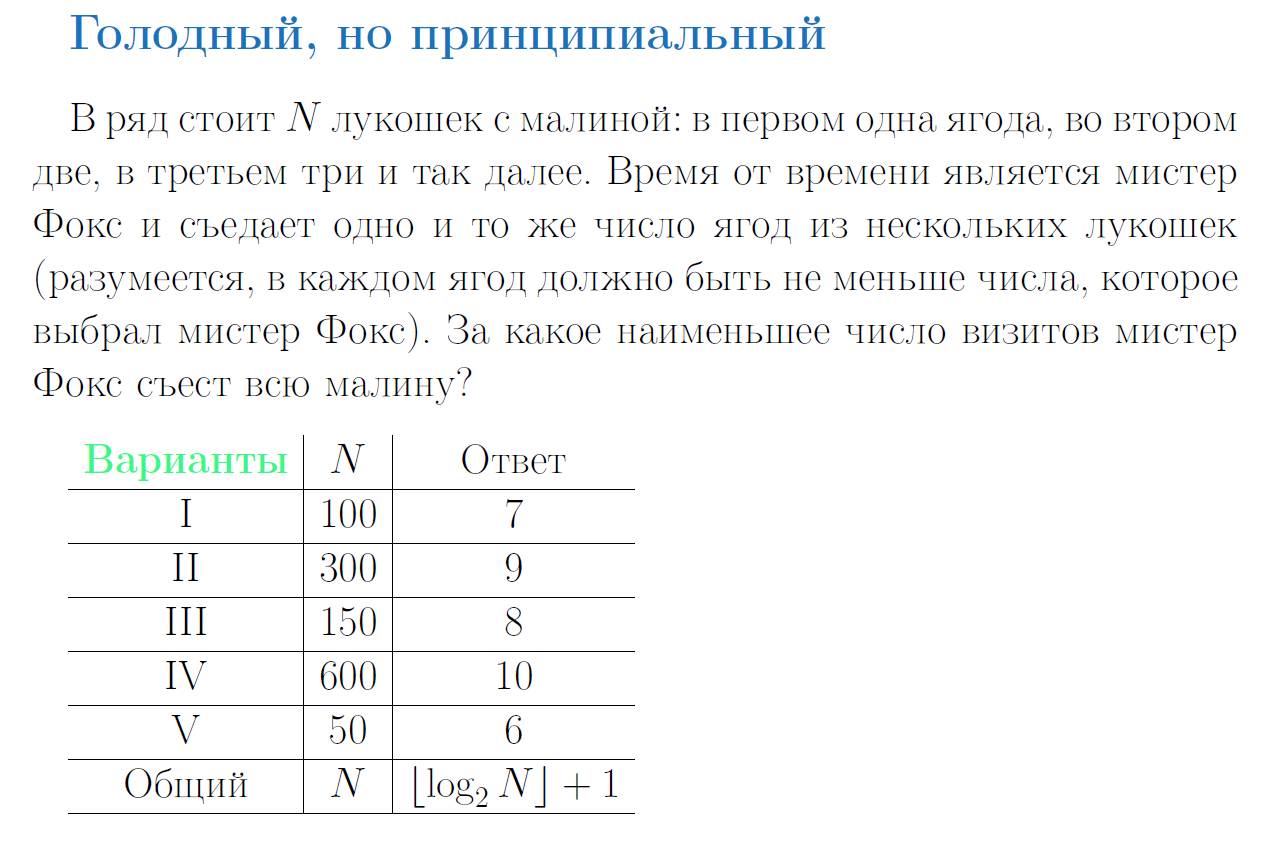 Голодный, но принципиальный
В ряд стоит N лукошек с малиной: в первом одна ягода, во втором
две, в третьем три и так далее. Время от времени является мистер
Фокс и съедает одно и то же число ягод из нескольких лукошек
(разумеется, в каждом ягод должно быть не меньше числа, которое
выбрал мистер Фокс). За какое наименьшее число визитов мистер
Фокс съест всю малину?
Варианты N Ответ
I 100 7
II 300 9
III 150 8
IV 600 10
V 50 6
Общий N ⌊log₂ N⌋ + 1